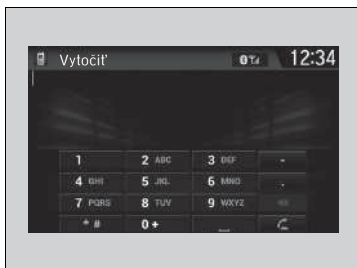 Vytočiť 12:34
1 2 ABC 3 DEF -
4 GHI 5 JKL 6 MNO .
7 PQRS 8 TUV 9 WXYZ
* # 0 + _